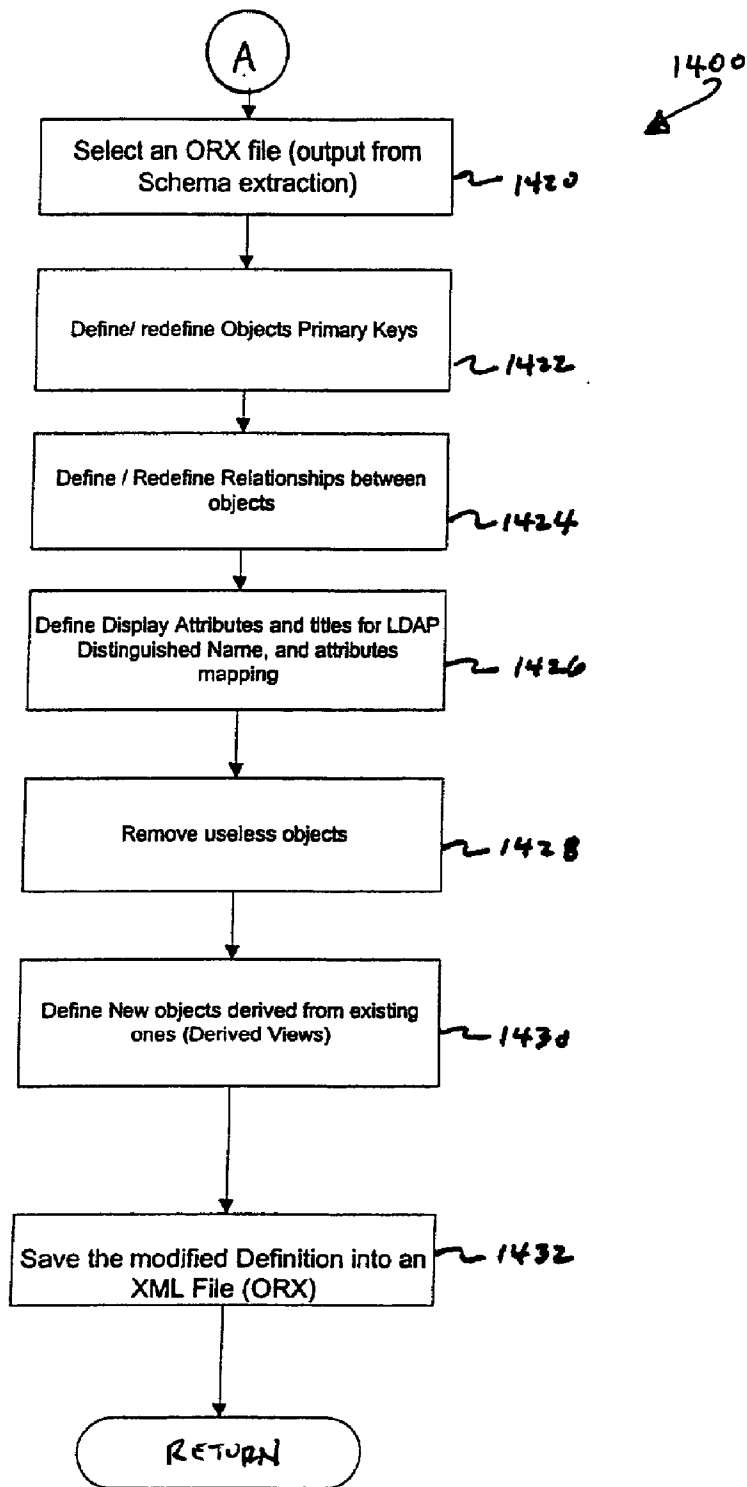 A
1400
Select an ORX file (output from
Schema extraction)
1420
Define/ redefine Objects Primary Keys
1422
Define / Redefine Relationships between
objects
1424
Define Display Attributes and titles for LDAP
Distinguished Name, and attributes
mapping
1426
Remove useless objects
1428
Define New objects derived from existing
ones (Derived Views)
1430
Save the modified Definition into an
XML File (ORX)
1432
RETURN